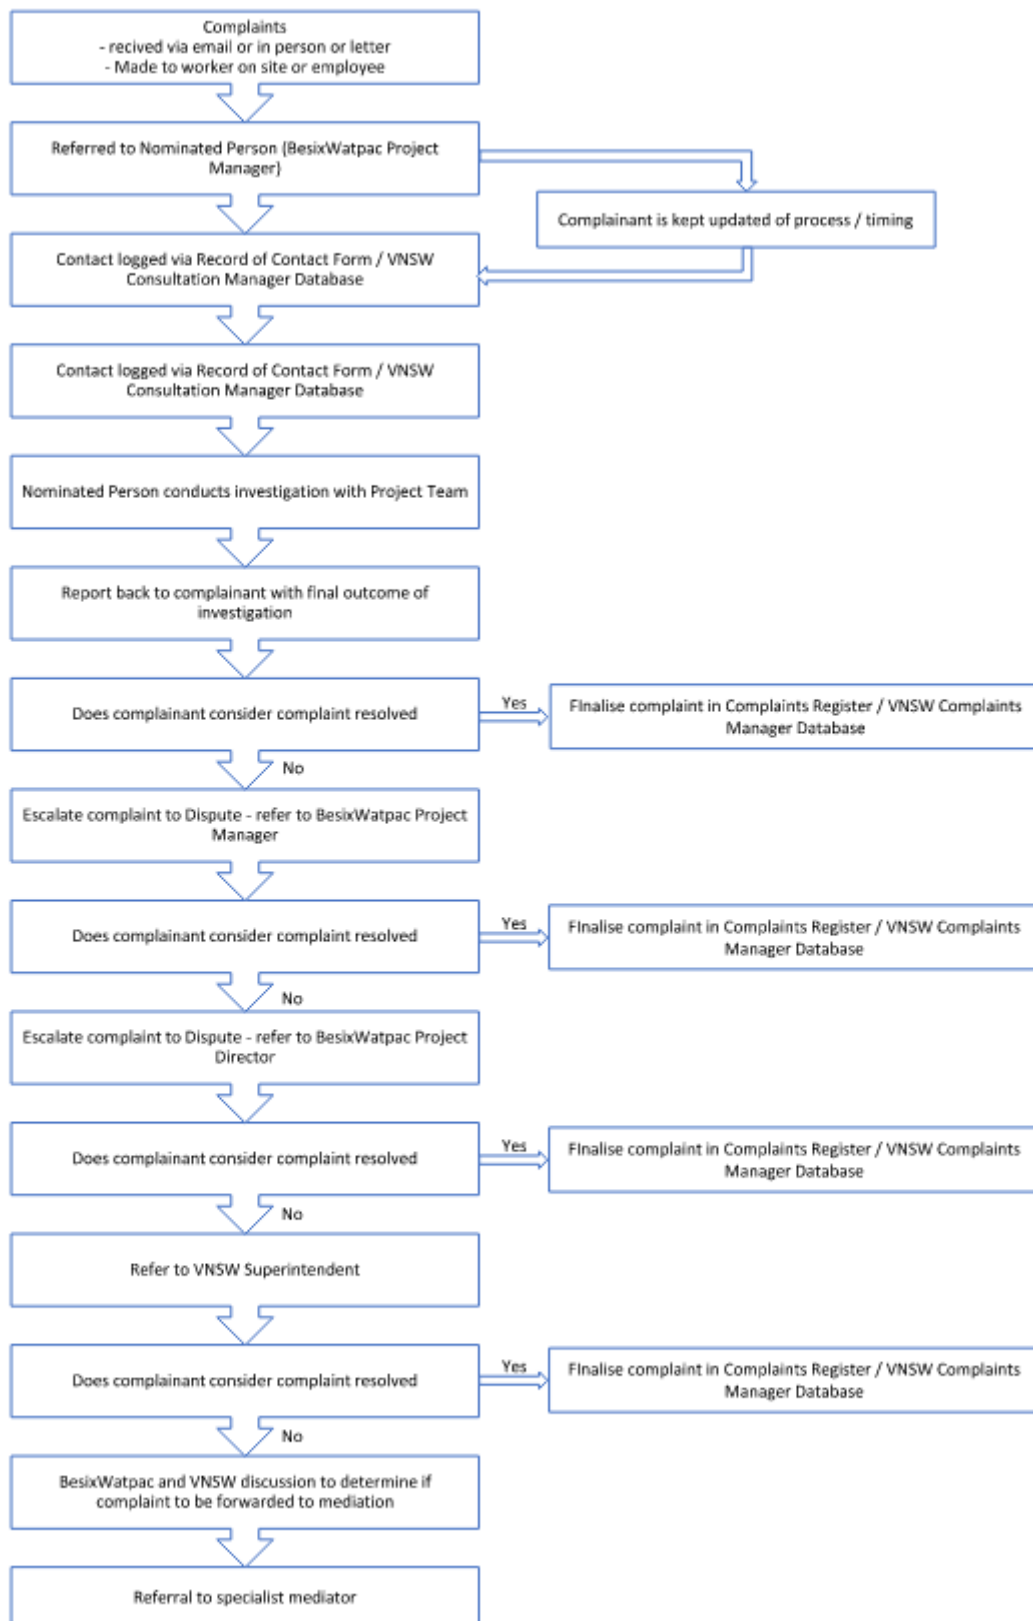 Complaints
- recived via email or in person or letter
- Made to worker on site or employee
Referred to Nominated Person (BesixWatpac Project
Manager)
Complainant is kept updated of process / timing
Contact logged via Record of Contact Form / VNSW
Consultation Manager Database
Contact logged via Record of Contact Form / VNSW
Consultation Manager Database
Nominated Person conducts investigation with Project Team
Report back to complainant with final outcome of
investigation
Does complainant consider complaint resolved
Yes
FInalise complaint in Complaints Register / VNSW Complaints
Manager Database
No
Escalate complaint to Dispute - refer to BesixWatpac Project
Manager
Does complainant consider complaint resolved
Yes
FInalise complaint in Complaints Register / VNSW Complaints
Manager Database
No
Escalate complaint to Dispute - refer to BesixWatpac Project
Director
Does complainant consider complaint resolved
Yes
FInalise complaint in Complaints Register / VNSW Complaints
Manager Database
No
Refer to VNSW Superintendent
Does complainant consider complaint resolved
Yes
FInalise complaint in Complaints Register / VNSW Complaints
Manager Database
No
BesixWatpac and VNSW discussion to determine if
complaint to be forwarded to mediation
Referral to specialist mediator